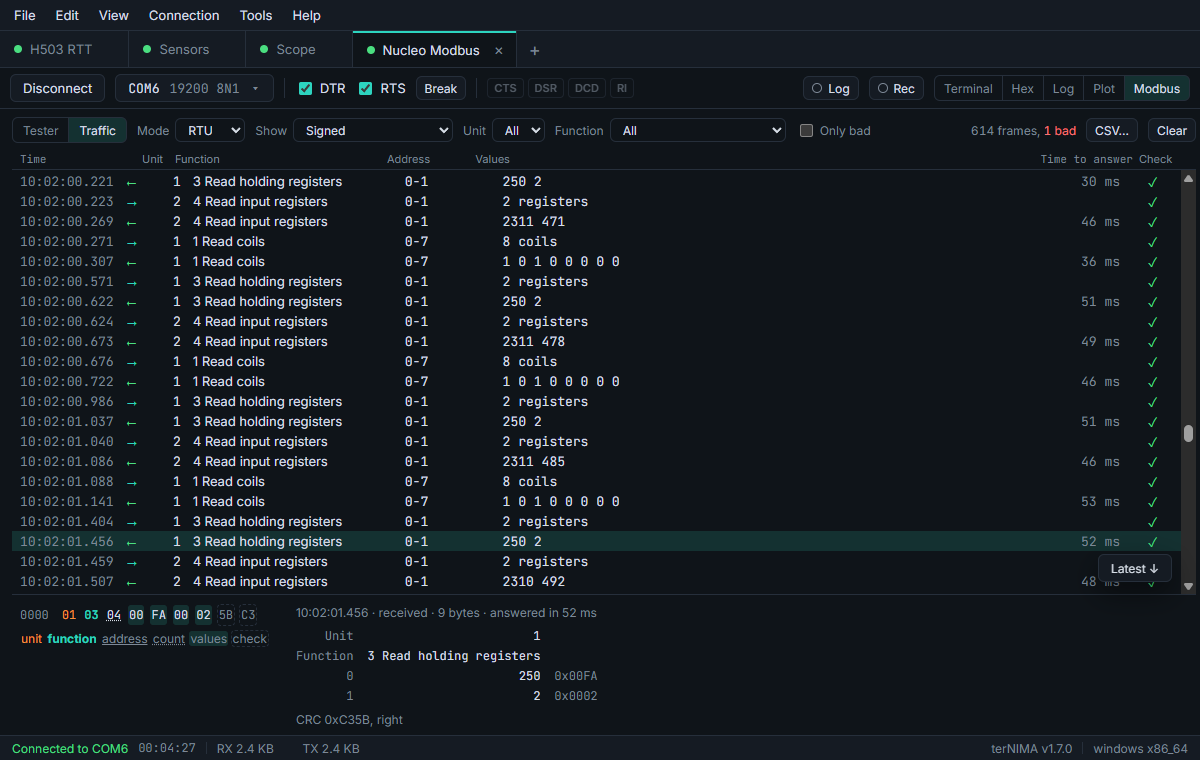 File Edit View Connection Tools Help
H503 RTT Sensors Scope Nucleo Modbus × +
Disconnect COM6 19200 8N1 DTR RTS Break CTS DSR DCD RI Log Rec Terminal Hex Log Plot Modbus
Tester Traffic Mode RTU Show Signed Unit All Function All Only bad 614 frames, 1 bad CSV... Clear
Time Unit Function Address Values Time to answer Check
10:02:00.221 ← 1 3 Read holding registers 0-1 250 2 30 ms ✓
10:02:00.223 → 2 4 Read input registers 0-1 2 registers ✓
10:02:00.269 ← 2 4 Read input registers 0-1 2311 471 46 ms ✓
10:02:00.271 → 1 1 Read coils 0-7 8 coils ✓
10:02:00.307 ← 1 1 Read coils 0-7 1 0 1 0 0 0 0 0 36 ms ✓
10:02:00.571 → 1 3 Read holding registers 0-1 2 registers ✓
10:02:00.622 ← 1 3 Read holding registers 0-1 250 2 51 ms ✓
10:02:00.624 → 2 4 Read input registers 0-1 2 registers ✓
10:02:00.673 ← 2 4 Read input registers 0-1 2311 478 49 ms ✓
10:02:00.676 → 1 1 Read coils 0-7 8 coils ✓
10:02:00.722 ← 1 1 Read coils 0-7 1 0 1 0 0 0 0 0 46 ms ✓
10:02:00.986 → 1 3 Read holding registers 0-1 2 registers ✓
10:02:01.037 ← 1 3 Read holding registers 0-1 250 2 51 ms ✓
10:02:01.040 → 2 4 Read input registers 0-1 2 registers ✓
10:02:01.086 ← 2 4 Read input registers 0-1 2311 485 46 ms ✓
10:02:01.088 → 1 1 Read coils 0-7 8 coils ✓
10:02:01.141 ← 1 1 Read coils 0-7 1 0 1 0 0 0 0 0 53 ms ✓
10:02:01.404 → 1 3 Read holding registers 0-1 2 registers ✓
10:02:01.456 ← 1 3 Read holding registers 0-1 250 2 52 ms ✓
10:02:01.459 → 2 4 Read input registers 0-1 2 registers
10:02:01.507 ← 2 4 Read input registers 0-1 2310 492 48 ms ✓
Latest ↓
0000 01 03 04 00 FA 00 02 5B C3
unit function address count values check
10:02:01.456 · received · 9 bytes · answered in 52 ms
Unit 1
Function 3 Read holding registers
0 250 0x00FA
1 2 0x0002
CRC 0xC35B, right
Connected to COM6 00:04:27 RX 2.4 KB TX 2.4 KB terNIMA v1.7.0 windows x86_64